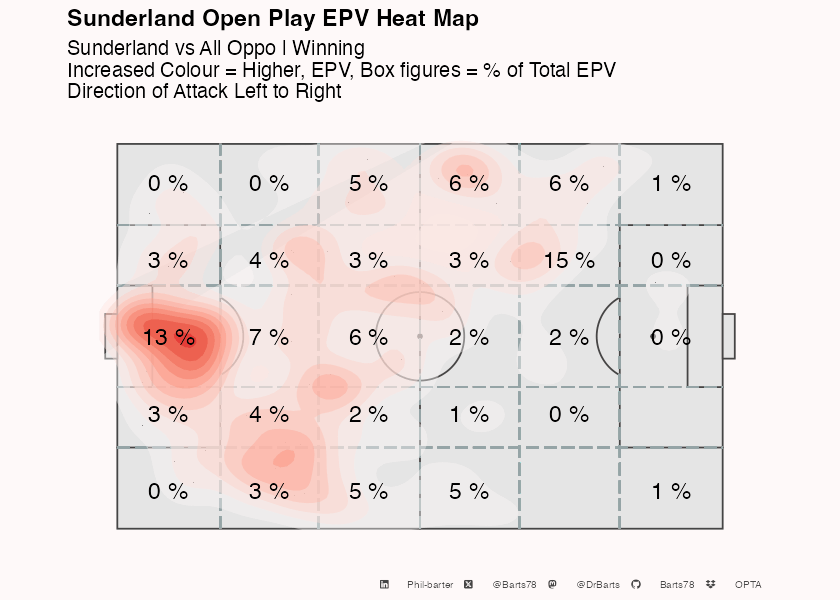 Sunderland Open Play EPV Heat Map
Sunderland vs All Oppo | Winning
Increased Colour = Higher, EPV, Box figures = % of Total EPV
Direction of Attack Left to Right
0 % 0 % 5 % 6 % 6 % 1 %
3 % 4 % 3 % 3 % 15 % 0 %
13 % 7 % 6 % 2 % 2 % 0 %
3 % 4 % 2 % 1 % 0 %
0 % 3 % 5 % 5 % 1 %
Phil-barter @Barts78 @DrBarts Barts78 OPTA